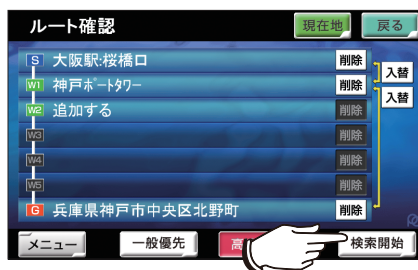 ルート確認 現在地 戻る
S 大阪駅:桜橋口 削除
入替
W1 神戸ポートタワー 削除
入替
W2 追加する 削除
W3 削除
W4 削除
W5 削除
G 兵庫県神戸市中央区北野町 削除
メニュー 一般優先 高 検索開始